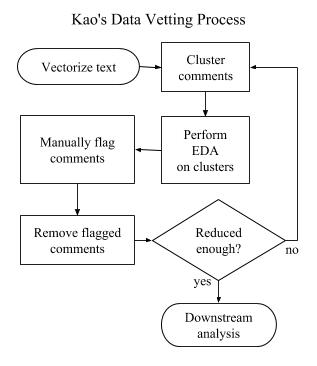 Kao's Data Vetting Process
Vectorize text
Cluster
comments
Perform
EDA
on clusters
Manually flag
comments
Remove flagged
comments
Reduced
enough?
no
yes
Downstream
analysis